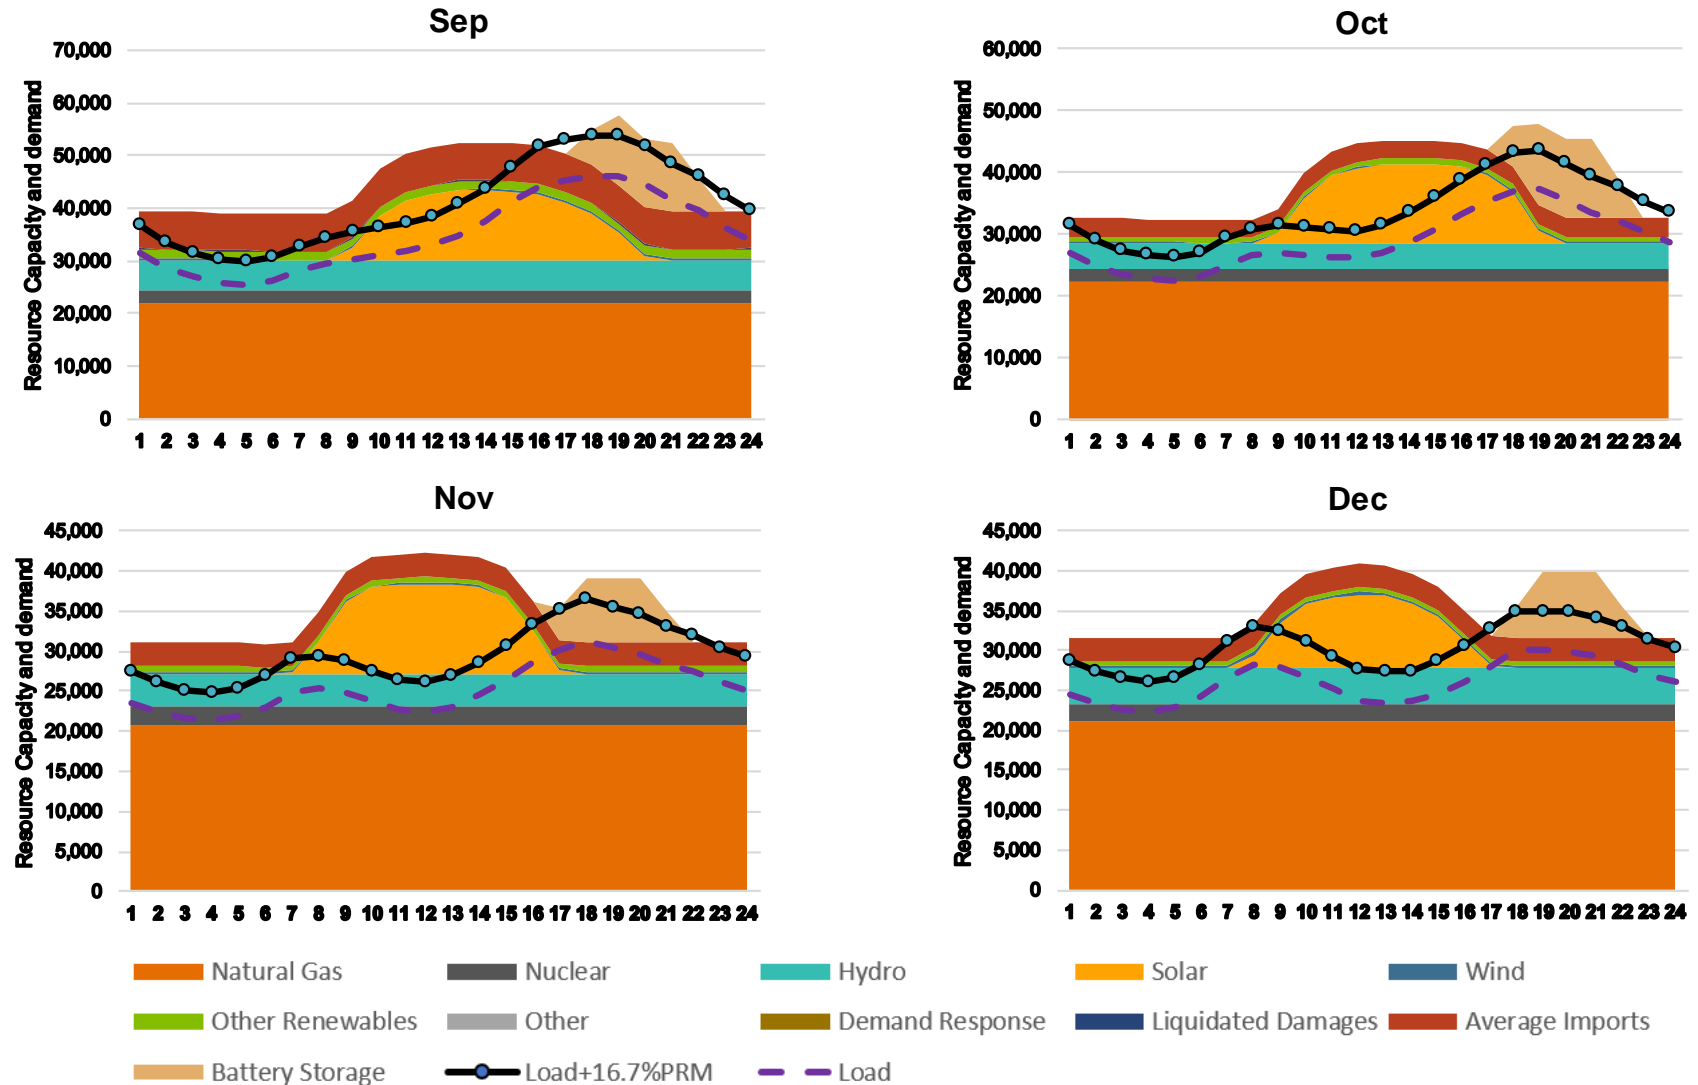 Sep
Resource Capacity and demand
70,000
60,000
50,000
40,000
30,000
20,000
10,000
0
1 2 3 4 5 6 7 8 9 10 11 12 13 14 15 16 17 18 19 20 21 22 23 24
Oct
Resource Capacity and demand
60,000
50,000
40,000
30,000
20,000
10,000
0
1 2 3 4 5 6 7 8 9 10 11 12 13 14 15 16 17 18 19 20 21 22 23 24
Nov
Resource Capacity and demand
45,000
40,000
35,000
30,000
25,000
20,000
15,000
10,000
5,000
0
1 2 3 4 5 6 7 8 9 10 11 12 13 14 15 16 17 18 19 20 21 22 23 24
Dec
Resource Capacity and demand
45,000
40,000
35,000
30,000
25,000
20,000
15,000
10,000
5,000
0
1 2 3 4 5 6 7 8 9 10 11 12 13 14 15 16 17 18 19 20 21 22 23 24
Natural Gas Nuclear Hydro Solar Wind
Other Renewables Other Demand Response Liquidated Damages Average Imports
Battery Storage Load+16.7%PRM Load